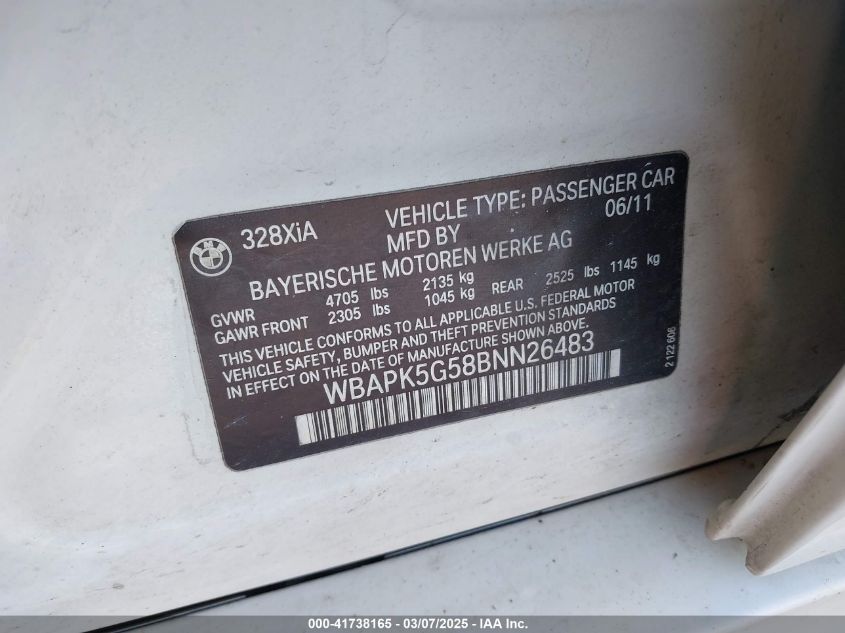 328XiA
VEHICLE TYPE: PASSENGER CAR
MFD BY 06/11
BAYERISCHE MOTOREN WERKE AG
GVWR 4705 lbs 2135 kg
GAWR FRONT 2305 lbs 1045 kg REAR 2525 lbs 1145 kg
THIS VEHICLE CONFORMS TO ALL APPLICABLE U.S. FEDERAL MOTOR
VEHICLE SAFETY, BUMPER AND THEFT PREVENTION STANDARDS
IN EFFECT ON THE DATE OF MANUFACTURE SHOWN ABOVE.
WBAPK5G58BNN26483
2 122 606
000-41738165 - 03/07/2025 - IAA Inc.